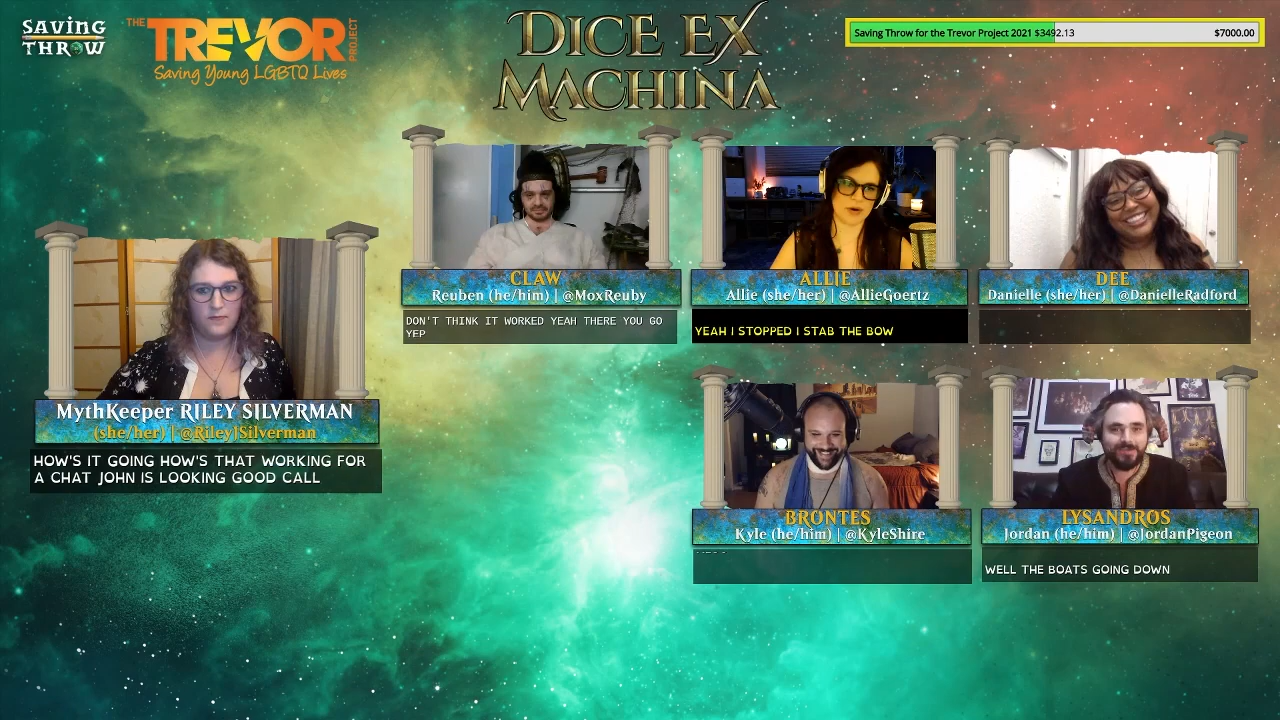 SAVING
THROW
THE TREVOR PROJECT
Saving Young LGBTQ Lives
DICE EX
MACHINA
Saving Throw for the Trevor Project 2021 $3492.13 $7000.00
CLAW
Reuben (he/him) | @MoxReuby
DON'T THINK IT WORKED YEAH THERE YOU GO
YEP
ALLIE
Allie (she/her) | @AllieGoertz
YEAH I STOPPED I STAB THE BOW
DEE
Danielle (she/her) | @DanielleRadford
MythKeeper RILEY SILVERMAN
(she/her) | @RileyJSilverman
HOW'S IT GOING HOW'S THAT WORKING FOR
A CHAT JOHN IS LOOKING GOOD CALL
BRONTES
Kyle (he/him) | @KyleShire
LYSANDROS
Jordan (he/him) | @JordanPigeon
WELL THE BOATS GOING DOWN